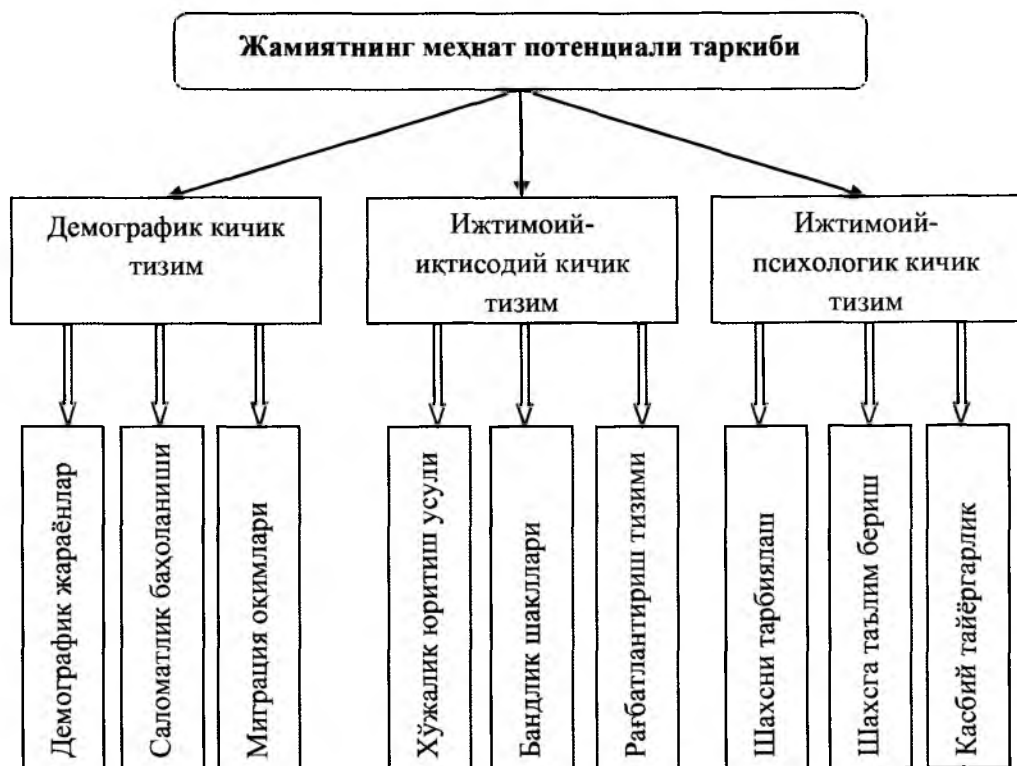 Жамиятнинг меҳнат потенциали таркиби
Демографик кичик
тизим
Ижтимоий-
иқтисодий кичик
тизим
Ижтимоий-
психологик кичик
тизим
Демографик жараёнлар
Саломатлик баҳоланиши
Миграция оқимлари
Хўжалик юритиш усули
Бандлик шакллари
Рағбатлантириш тизими
Шахсни тарбиялаш
Шахсга таълим бериш
Касбий тайёргарлик